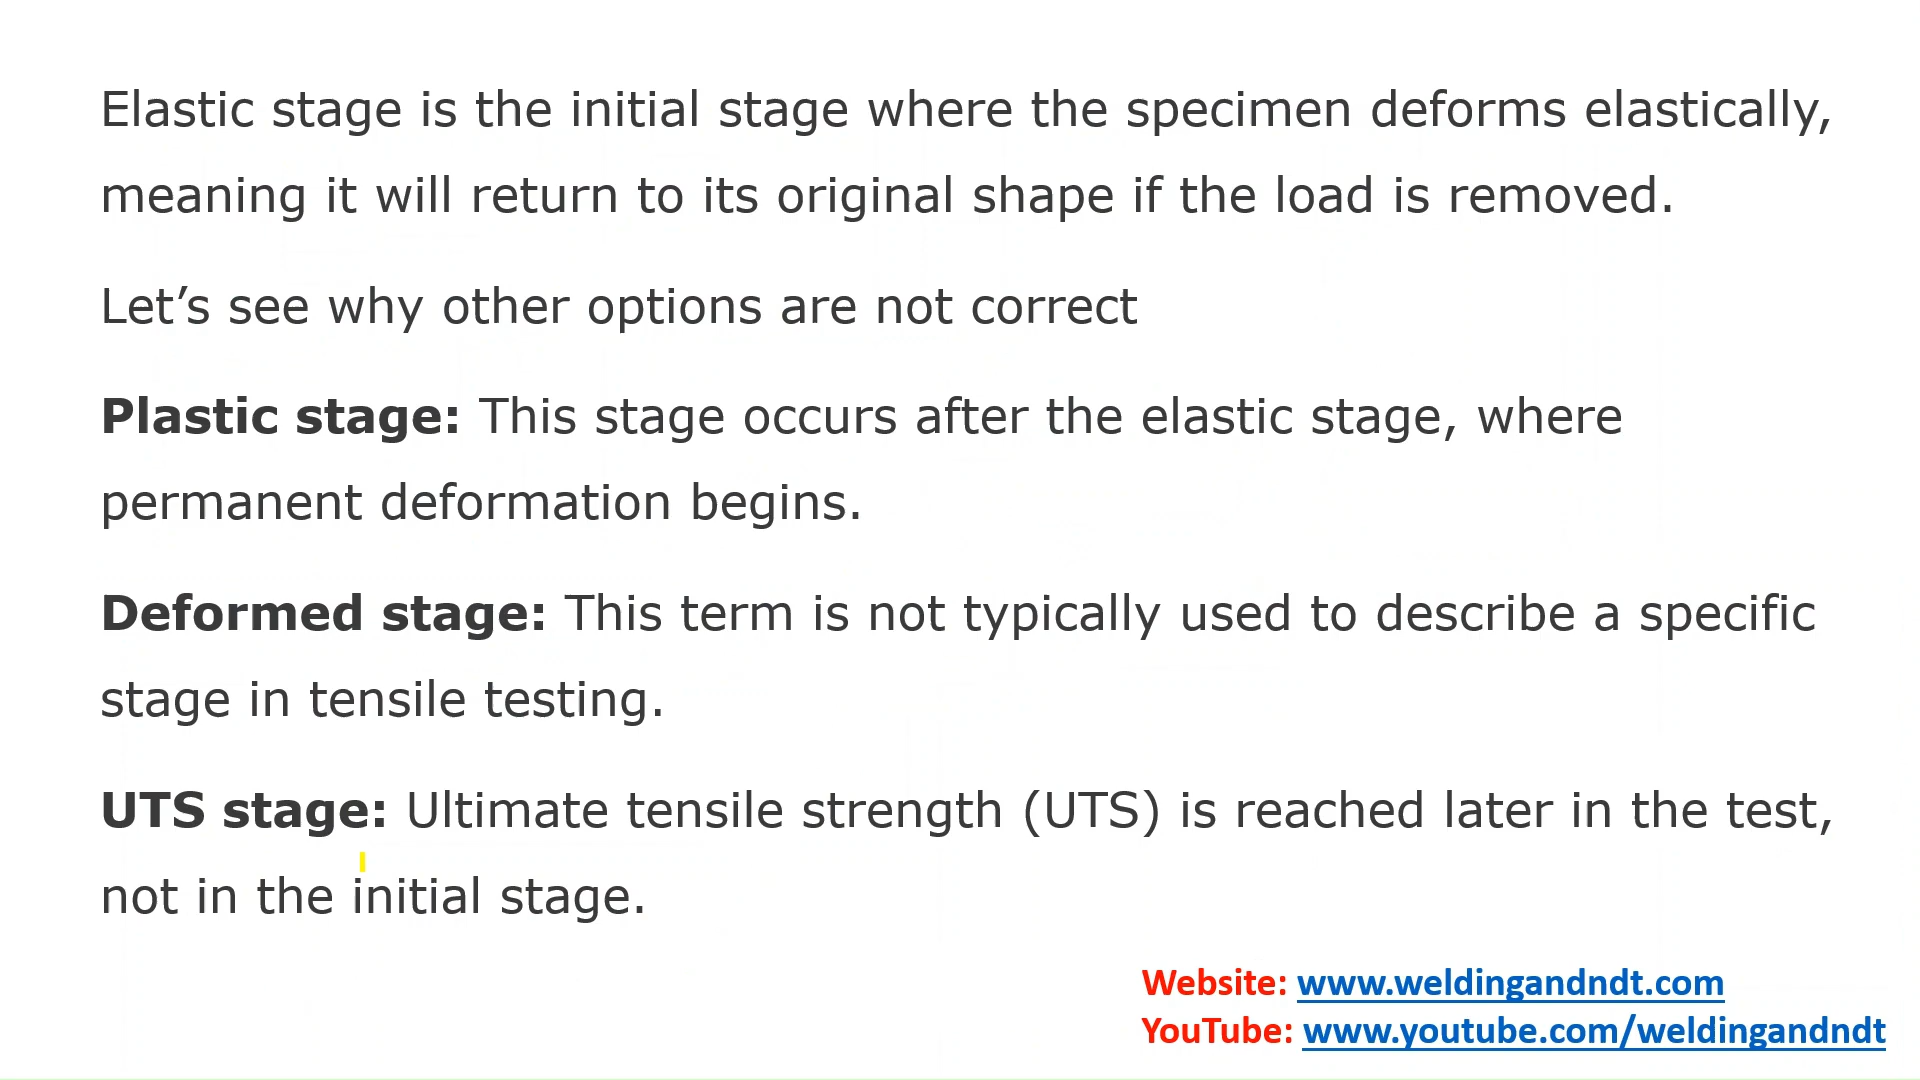 Elastic stage is the initial stage where the specimen deforms elastically,
meaning it will return to its original shape if the load is removed.
Let’s see why other options are not correct
Plastic stage: This stage occurs after the elastic stage, where
permanent deformation begins.
Deformed stage: This term is not typically used to describe a specific
stage in tensile testing.
UTS stage: Ultimate tensile strength (UTS) is reached later in the test,
not in the initial stage.
Website: www.weldingandndt.com
YouTube: www.youtube.com/weldingandndt